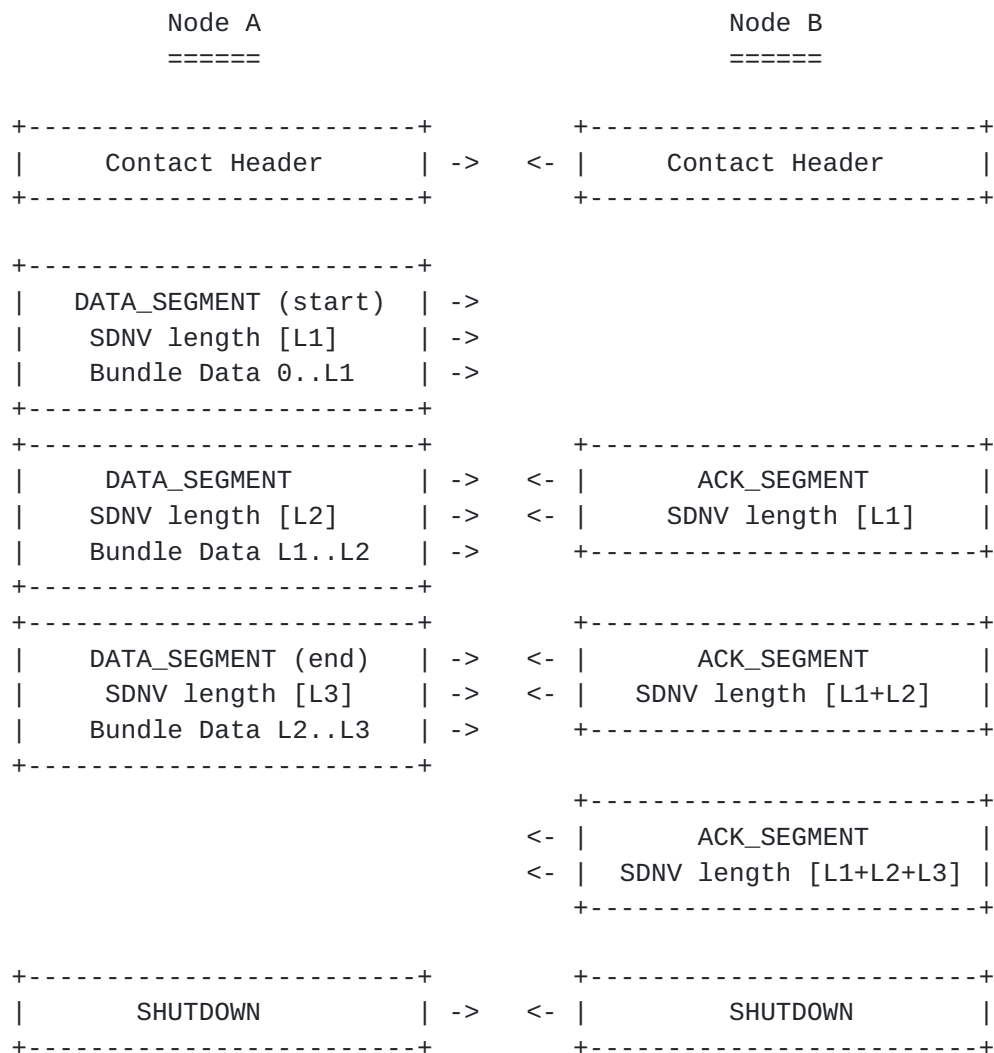 Node A                              Node B
          ======                              ======

+-------------------------+         +-------------------------+
|     Contact Header      | ->   <- |     Contact Header      |
+-------------------------+         +-------------------------+

+-------------------------+
|   DATA_SEGMENT (start)  | ->
|    SDNV length [L1]     | ->
|    Bundle Data 0..L1    | ->
+-------------------------+
+-------------------------+         +-------------------------+
|     DATA_SEGMENT        | ->   <- |       ACK_SEGMENT       |
|    SDNV length [L2]     | ->   <- |     SDNV length [L1]    |
|    Bundle Data L1..L2   | ->      +-------------------------+
+-------------------------+
+-------------------------+         +-------------------------+
|    DATA_SEGMENT (end)   | ->   <- |       ACK_SEGMENT       |
|     SDNV length [L3]    | ->   <- |   SDNV length [L1+L2]   |
|    Bundle Data L2..L3   | ->      +-------------------------+
+-------------------------+
                                    +-------------------------+
                                 <- |       ACK_SEGMENT       |
                                 <- |  SDNV length [L1+L2+L3] |
                                    +-------------------------+

+-------------------------+         +-------------------------+
|       SHUTDOWN          | ->   <- |         SHUTDOWN        |
+-------------------------+         +-------------------------+